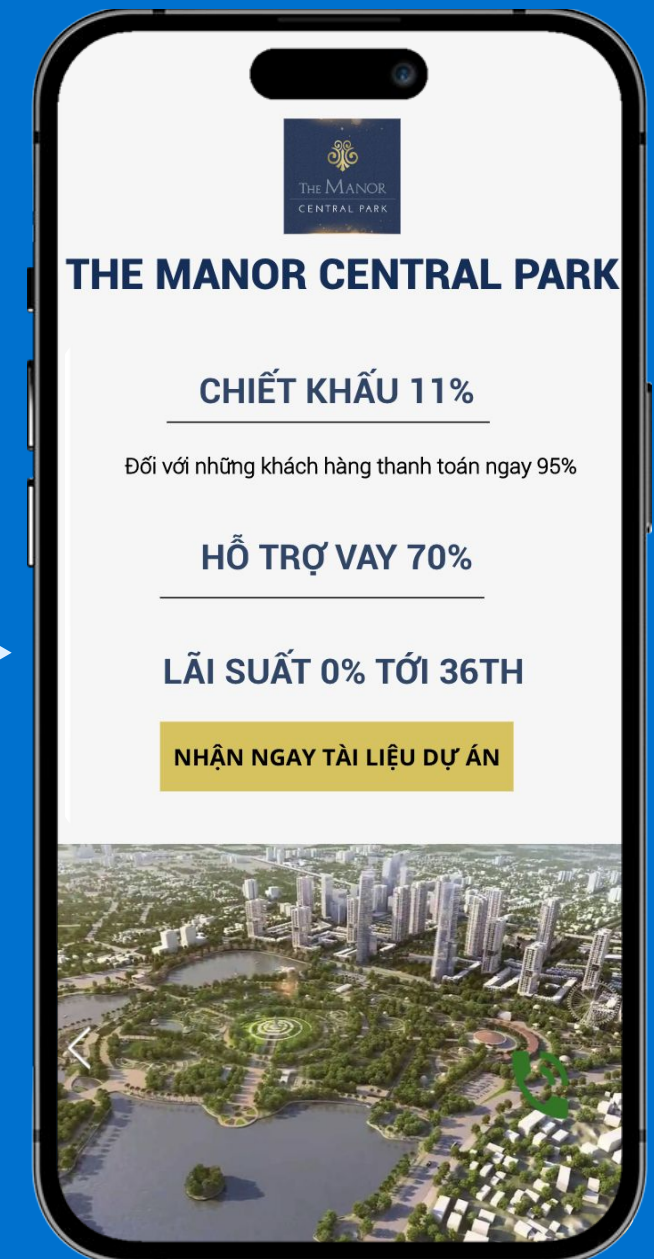 THE MANOR
CENTRAL PARK
THE MANOR CENTRAL PARK
CHIẾT KHẤU 11%
Đối với những khách hàng thanh toán ngay 95%
HỖ TRỢ VAY 70%
LÃI SUẤT 0% TỚI 36TH
NHẬN NGAY TÀI LIỆU DỰ ÁN